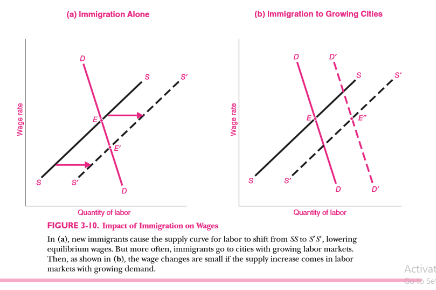 (a) Immigration Alone
(b) Immigration to Growing Cities
D
S
S'
E
E'
S
S'
D
Wage rate
Quantity of labor
D
D'
S
S'
E
E"
S
S'
D
D'
Wage rate
Quantity of labor
FIGURE 3-10. Impact of Immigration on Wages
In (a), new immigrants cause the supply curve for labor to shift from SS to S'S', lowering
equilibrium wages. But more often, immigrants go to cities with growing labor markets.
Then, as shown in (b), the wage changes are small if the supply increase comes in labor
markets with growing demand.
Activat
Go to Set